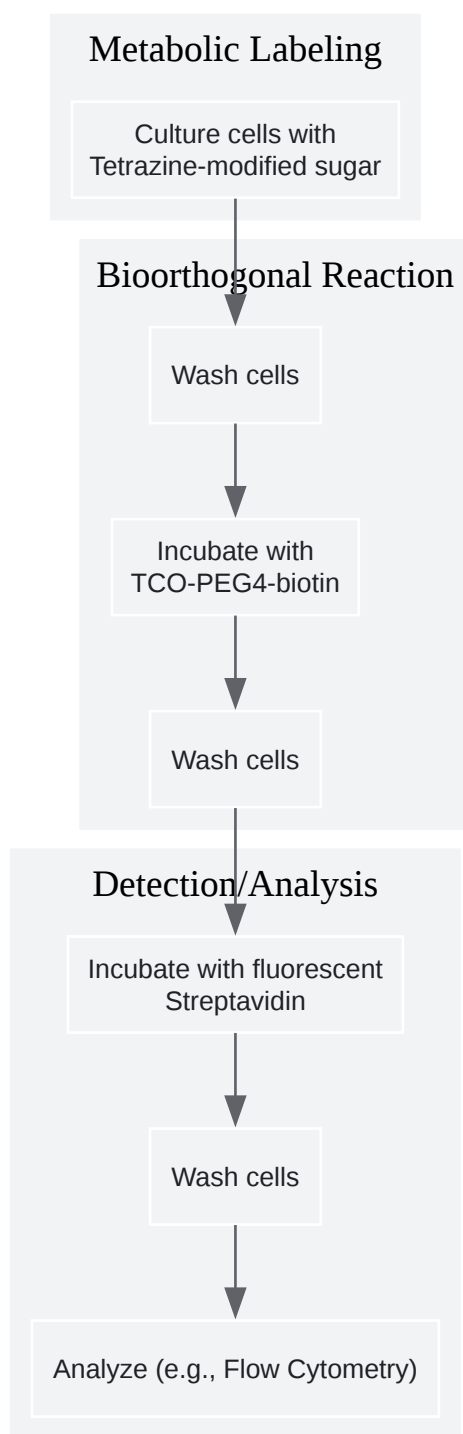 Metabolic Labeling
Culture cells with
Tetrazine-modified sugar
Bioorthogonal Reaction
Wash cells
Incubate with
TCO-PEG4-biotin
Wash cells
Detection/Analysis
Incubate with fluorescent
Streptavidin
Wash cells
Analyze (e.g., Flow Cytometry)